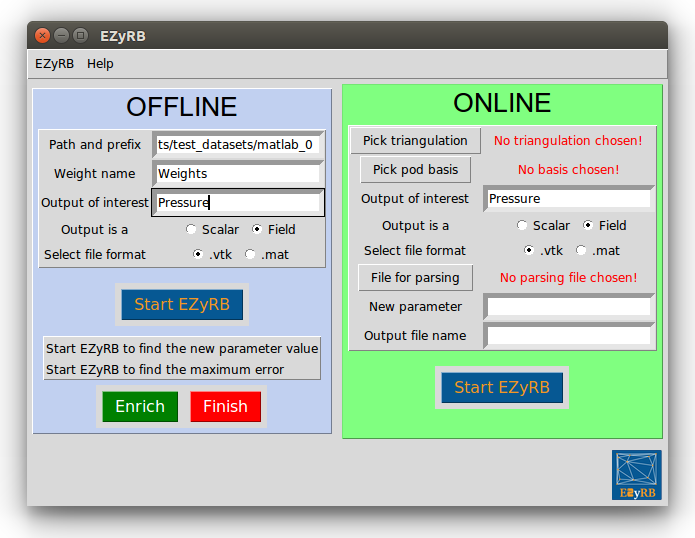 EZyRB
EZyRB Help
OFFLINE
Path and prefix ts/test_datasets/matlab_0
Weight name Weights
Output of interest Pressure
Output is a Scalar Field
Select file format .vtk .mat
Start EZyRB
Start EZyRB to find the new parameter value
Start EZyRB to find the maximum error
Enrich Finish
ONLINE
Pick triangulation No triangulation chosen!
Pick pod basis No basis chosen!
Output of interest Pressure
Output is a Scalar Field
Select file format .vtk .mat
File for parsing No parsing file chosen!
New parameter
Output file name
Start EZyRB
EZyRB